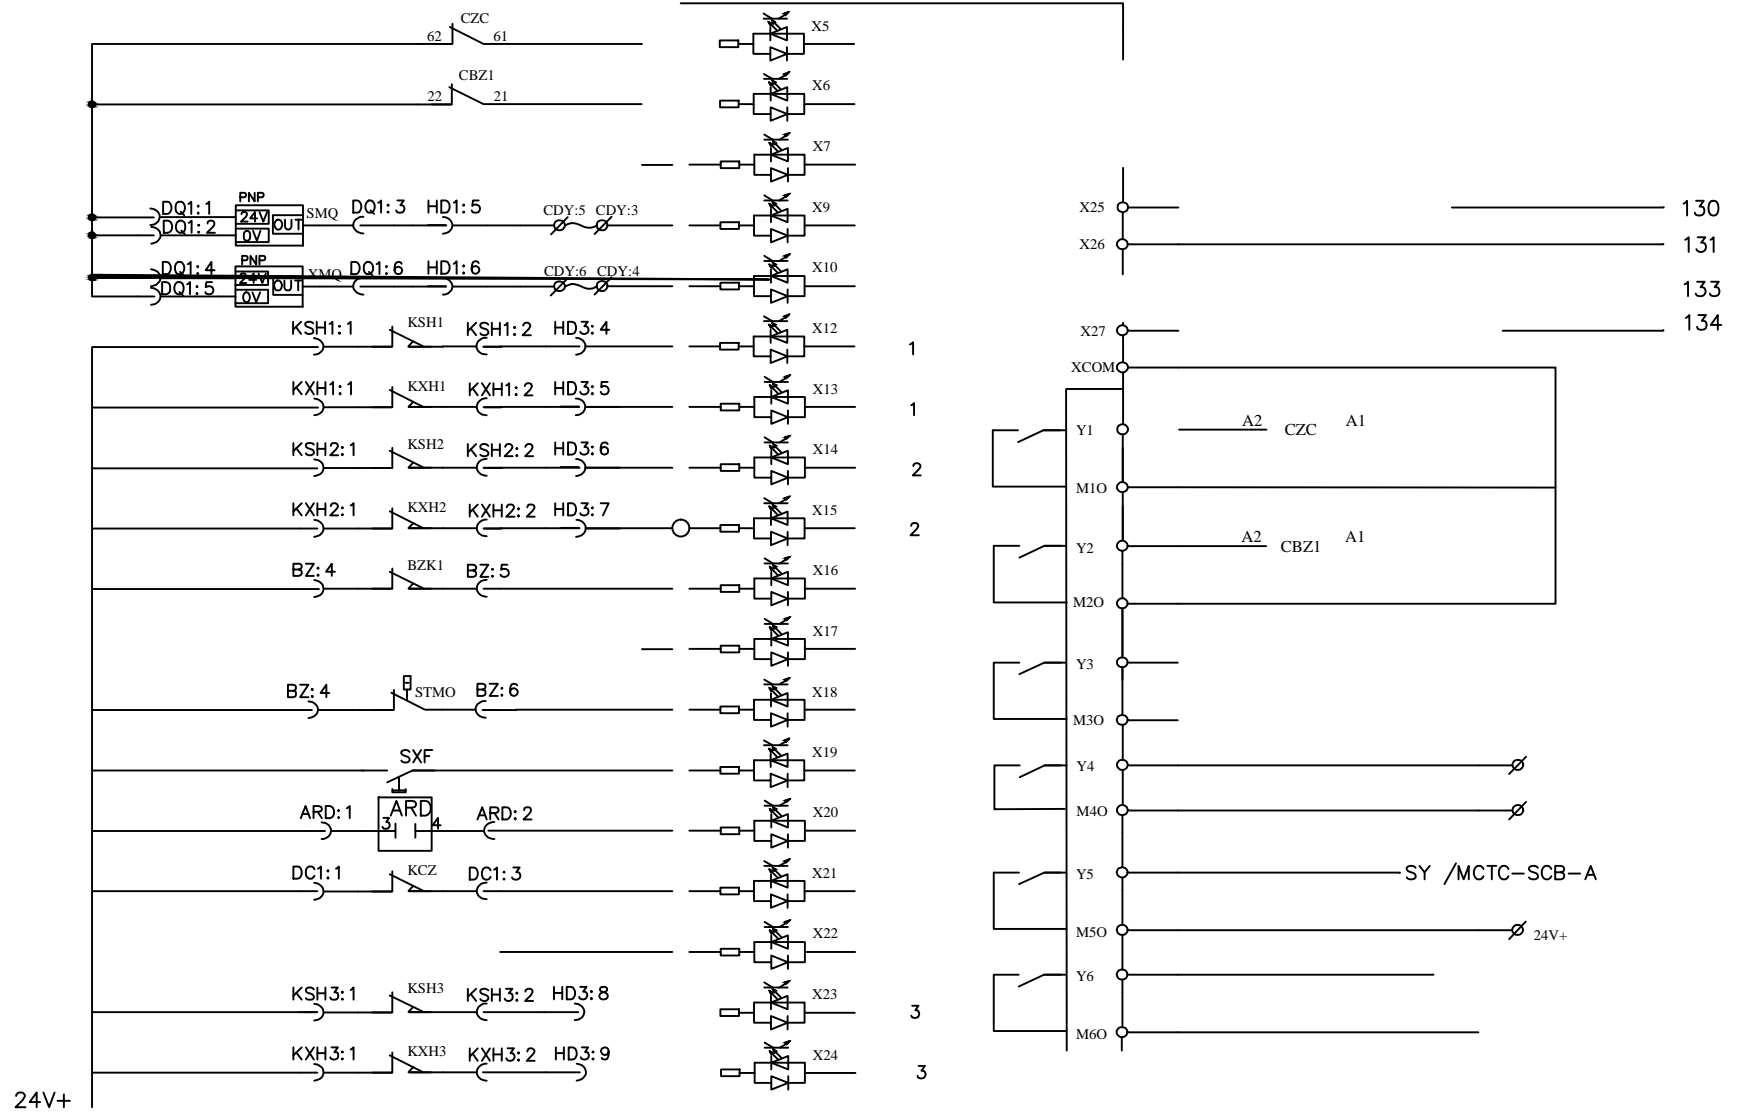 CZC
62 61 X5
CBZ1
22 21 X6
X7
PNP
DQ1:1 24V SMQ DQ1:3 HD1:5 CDY:5 CDY:3 X9
DQ1:2 0V OUT
PNP
DQ1:4 24V XMQ DQ1:6 HD1:6 CDY:6 CDY:4 X10
DQ1:5 0V OUT
KSH1:1 KSH1 KSH1:2 HD3:4 X12 1
KXH1:1 KXH1 KXH1:2 HD3:5 X13 1
KSH2:1 KSH2 KSH2:2 HD3:6 X14 2
KXH2:1 KXH2 KXH2:2 HD3:7 X15 2
BZ:4 BZK1 BZ:5 X16
X17
BZ:4 STMO BZ:6 X18
SXF X19
ARD:1 ARD ARD:2 X20
3 4
DC1:1 KCZ DC1:3 X21
X22
KSH3:1 KSH3 KSH3:2 HD3:8 X23 3
KXH3:1 KXH3 KXH3:2 HD3:9 X24 3
24V+
X25 130
X26 131
133
X27 134
XCOM
Y1 A2 CZC A1
M1O
Y2 A2 CBZ1 A1
M2O
Y3
M3O
Y4
M4O
Y5 SY /MCTC-SCB-A
M5O 24V+
Y6
M6O